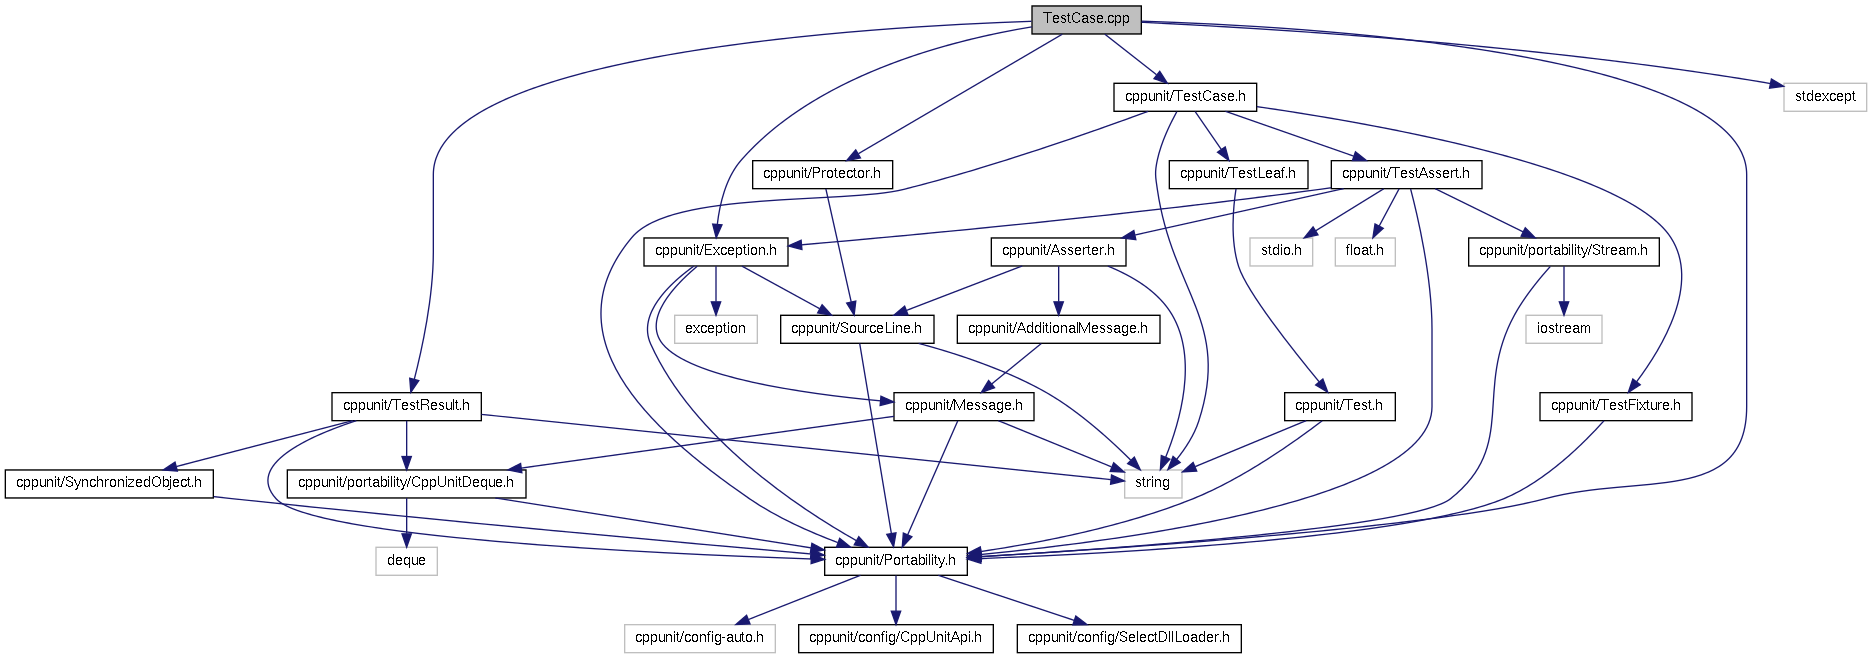 TestCase.cpp
cppunit/TestCase.h
stdexcept
cppunit/Protector.h
cppunit/TestLeaf.h
cppunit/TestAssert.h
cppunit/Exception.h
cppunit/Asserter.h
stdio.h
float.h
cppunit/portability/Stream.h
exception
cppunit/SourceLine.h
cppunit/AdditionalMessage.h
iostream
cppunit/TestResult.h
cppunit/Message.h
cppunit/Test.h
cppunit/TestFixture.h
cppunit/SynchronizedObject.h
cppunit/portability/CppUnitDeque.h
string
deque
cppunit/Portability.h
cppunit/config-auto.h
cppunit/config/CppUnitApi.h
cppunit/config/SelectDllLoader.h